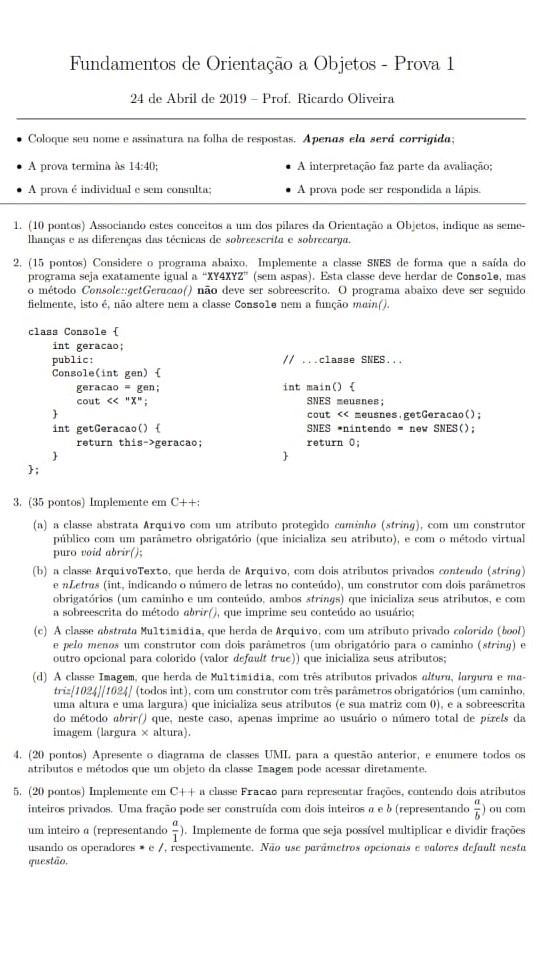 Fundamentos de Orientação a Objetos - Prova 1
24 de Abril de 2019 – Prof. Ricardo Oliveira
• Coloque seu nome e assinatura na folha de respostas. Apenas ela será corrigida;
• A prova termina às 14:40;
• A interpretação faz parte da avaliação;
• A prova é individual e sem consulta;
• A prova pode ser respondida a lápis.
1. (10 pontos) Associando estes conceitos a um dos pilares da Orientação a Objetos, indique as seme-
lhanças e as diferenças das técnicas de sobreescrita e sobrecarga.
2. (15 pontos) Considere o programa abaixo. Implemente a classe SNES de forma que a saída do
programa seja exatamente igual a "XY4XYZ" (sem aspas). Esta classe deve herdar de Console, mas
o método Console::getGeracao() não deve ser sobreescrito. O programa abaixo deve ser seguido
fielmente, isto é, não altere nem a classe Console nem a função main().
class Console {
int geracao;
public:
Console(int gen) {
geracao = gen;
cout << "X";
}
int getGeracao() {
return this->geracao;
}
};
// ...classe SNES...
int main() {
SNES meusnes;
cout << meusnes.getGeracao();
SNES *nintendo = new SNES();
return 0;
}
3. (35 pontos) Implemente em C++:
(a) a classe abstrata Arquivo com um atributo protegido caminho (string), com um construtor
público com um parâmetro obrigatório (que inicializa seu atributo), e com o método virtual
puro void abrir();
(b) a classe ArquivoTexto, que herda de Arquivo, com dois atributos privados conteudo (string)
e nLetras (int, indicando o número de letras no conteúdo), um construtor com dois parâmetros
obrigatórios (um caminho e um conteúdo, ambos strings) que inicializa seus atributos, e com
a sobreescrita do método abrir(), que imprime seu conteúdo ao usuário;
(c) A classe abstrata Multimidia, que herda de Arquivo, com um atributo privado colorido (bool)
e pelo menos um construtor com dois parâmetros (um obrigatório para o caminho (string) e
outro opcional para colorido (valor default true)) que inicializa seus atributos;
(d) A classe Imagem, que herda de Multimidia, com três atributos privados altura, largura e ma-
triz[1024][1024] (todos int), com um construtor com três parâmetros obrigatórios (um caminho,
uma altura e uma largura) que inicializa seus atributos (e sua matriz com 0), e a sobreescrita
do método abrir() que, neste caso, apenas imprime ao usuário o número total de pixels da
imagem (largura × altura).
4. (20 pontos) Apresente o diagrama de classes UML para a questão anterior, e enumere todos os
atributos e métodos que um objeto da classe Imagem pode acessar diretamente.
5. (20 pontos) Implemente em C++ a classe Fracao para representar frações, contendo dois atributos
inteiros privados. Uma fração pode ser construída com dois inteiros a e b (representando a/b) ou com
um inteiro a (representando a/1). Implemente de forma que seja possível multiplicar e dividir frações
usando os operadores * e /, respectivamente. Não use parâmetros opcionais e valores default nesta
questão.